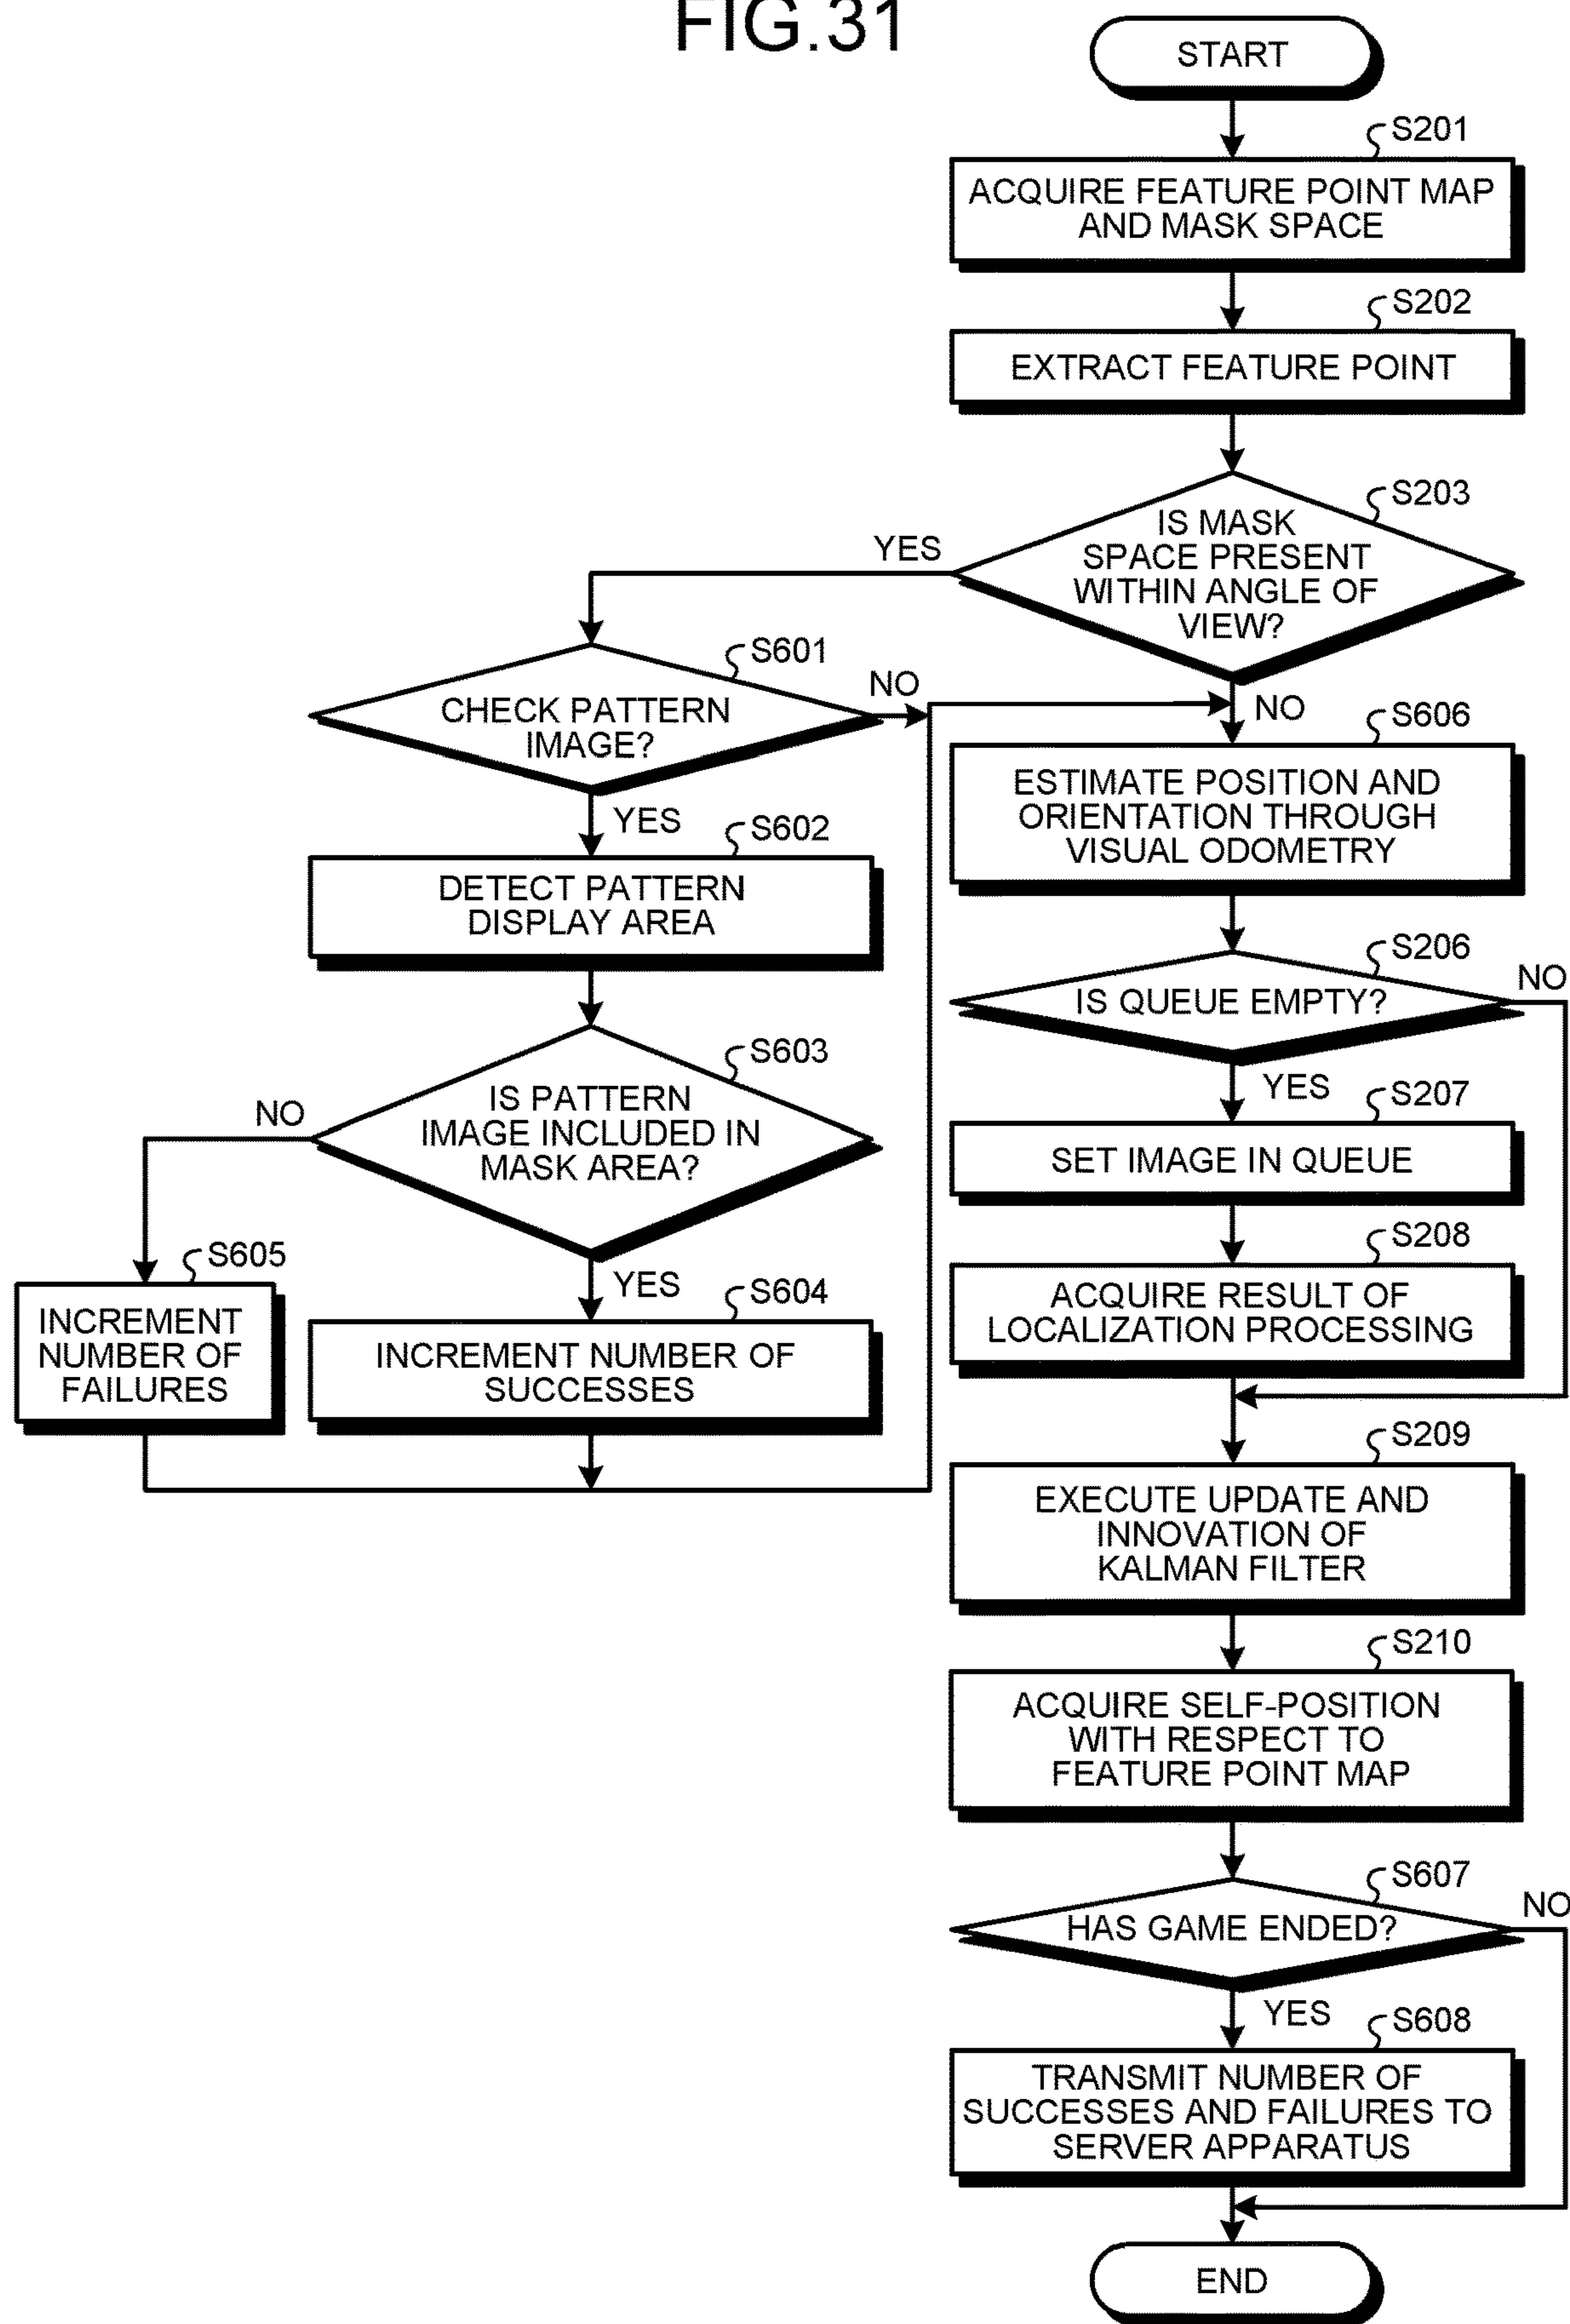 FIG.31
START
S201
ACQUIRE FEATURE POINT MAP
AND MASK SPACE
S202
EXTRACT FEATURE POINT
S203
IS MASK
SPACE PRESENT
WITHIN ANGLE OF
VIEW?
YES
NO
S601
CHECK PATTERN
IMAGE?
NO
YES
S602
DETECT PATTERN
DISPLAY AREA
S603
IS PATTERN
IMAGE INCLUDED IN
MASK AREA?
NO
YES
S605
INCREMENT
NUMBER OF
FAILURES
S604
INCREMENT NUMBER OF
SUCCESSES
S606
ESTIMATE POSITION AND
ORIENTATION THROUGH
VISUAL ODOMETRY
S206
IS QUEUE EMPTY?
NO
YES
S207
SET IMAGE IN QUEUE
S208
ACQUIRE RESULT OF
LOCALIZATION PROCESSING
S209
EXECUTE UPDATE AND
INNOVATION OF
KALMAN FILTER
S210
ACQUIRE SELF-POSITION
WITH RESPECT TO
FEATURE POINT MAP
S607
HAS GAME ENDED?
NO
YES
S608
TRANSMIT NUMBER OF
SUCCESSES AND FAILURES TO
SERVER APPARATUS
END